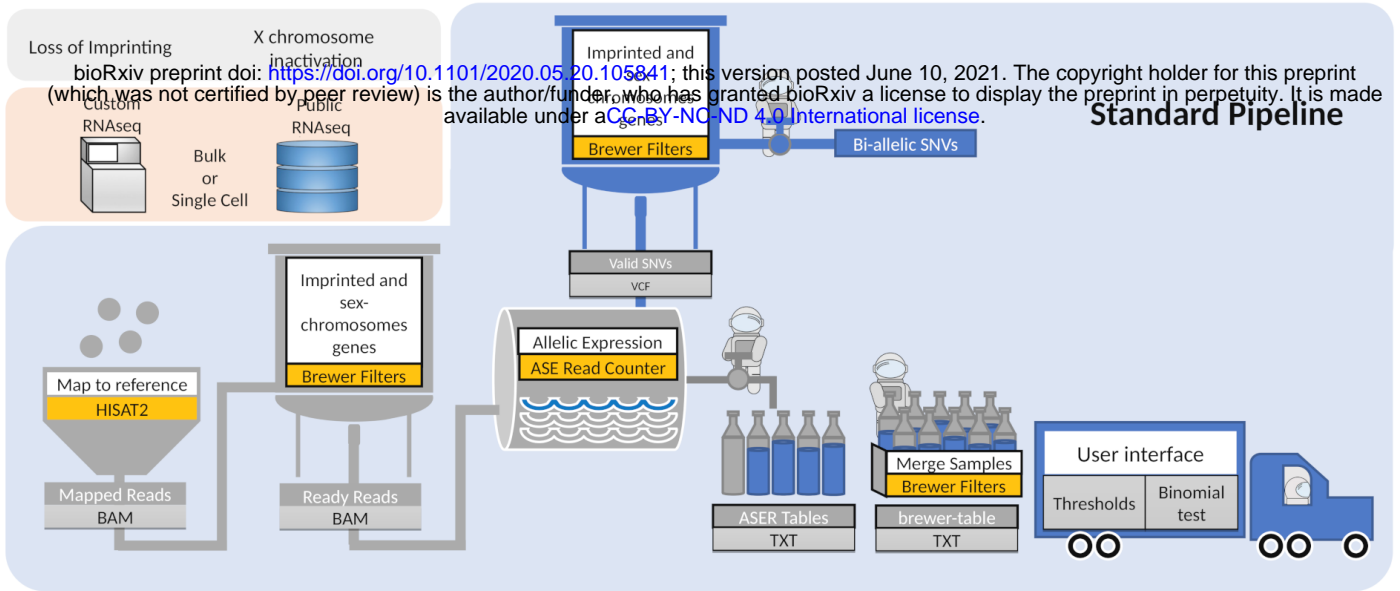 Loss of Imprinting
X chromosome
inactivation
bioRxiv preprint doi: https://doi.org/10.1101/2020.05.20.105841; this version posted June 10, 2021. The copyright holder for this preprint
(which was not certified by peer review) is the author/funder, who has granted bioRxiv a license to display the preprint in perpetuity. It is made
available under aCC-BY-NC-ND 4.0 International license.
Custom
RNAseq
Public
RNAseq
Bulk
or
Single Cell
Imprinted and
sex-
chromosomes
genes
Brewer Filters
Standard Pipeline
Bi-allelic SNVs
Valid SNVs
VCF
Imprinted and
sex-
chromosomes
genes
Brewer Filters
Map to reference
HISAT2
Mapped Reads
BAM
Ready Reads
BAM
Allelic Expression
ASE Read Counter
ASER Tables
TXT
Merge Samples
Brewer Filters
brewer-table
TXT
User interface
Thresholds
Binomial
test